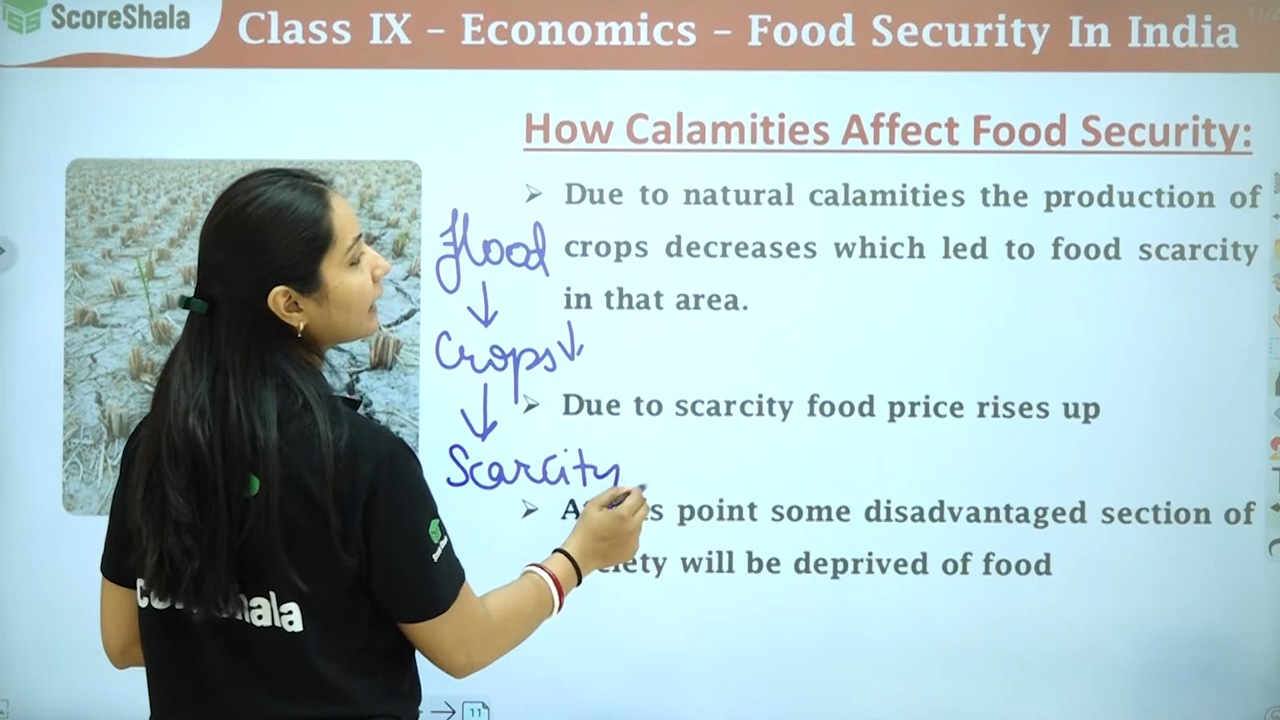 ScoreShala
Class IX – Economics – Food Security In India
How Calamities Affect Food Security:
➢ Due to natural calamities the production of
crops decreases which led to food scarcity
in that area.
Flood
↓
Crops ↓
↓
Scarcity
➢ Due to scarcity food price rises up
➢ point some disadvantaged section of
will be deprived of food
11